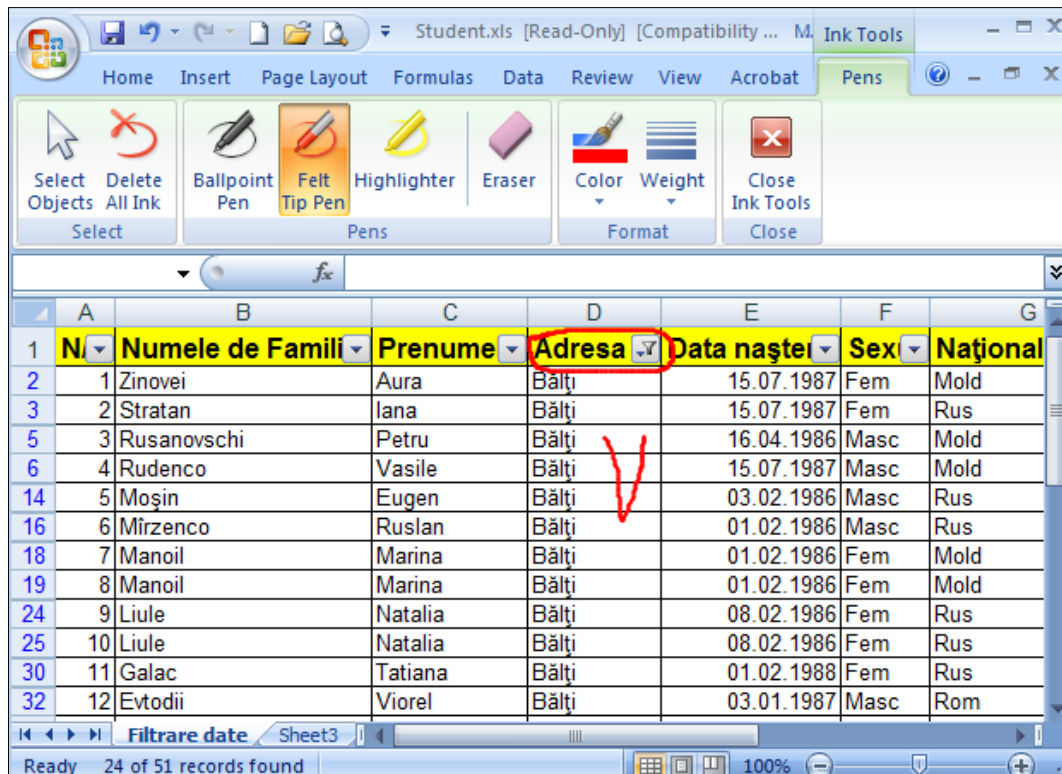 Student.xls [Read-Only] [Compatibility ... M. Ink Tools
Home Insert Page Layout Formulas Data Review View Acrobat Pens
Select Objects Delete All Ink Ballpoint Pen Felt Tip Pen Highlighter Eraser Color Weight Close Ink Tools
Select Pens Format Close
fx
A B C D E F G
1 N Numele de Famili Prenume Adresa Data naşter Sex Naţional
2 1 Zinovei Aura Bălţi 15.07.1987 Fem Mold
3 2 Stratan Iana Bălţi 15.07.1987 Fem Rus
5 3 Rusanovschi Petru Bălţi 16.04.1986 Masc Mold
6 4 Rudenco Vasile Bălţi 15.07.1987 Masc Mold
14 5 Moşin Eugen Bălţi 03.02.1986 Masc Rus
16 6 Mîrzenco Ruslan Bălţi 01.02.1986 Masc Rus
18 7 Manoil Marina Bălţi 01.02.1986 Fem Mold
19 8 Manoil Marina Bălţi 01.02.1986 Fem Mold
24 9 Liule Natalia Bălţi 08.02.1986 Fem Rus
25 10 Liule Natalia Bălţi 08.02.1986 Fem Rus
30 11 Galac Tatiana Bălţi 01.02.1988 Fem Rus
32 12 Evtodii Viorel Bălţi 03.01.1987 Masc Rom
Filtrare date Sheet3
Ready 24 of 51 records found 100%